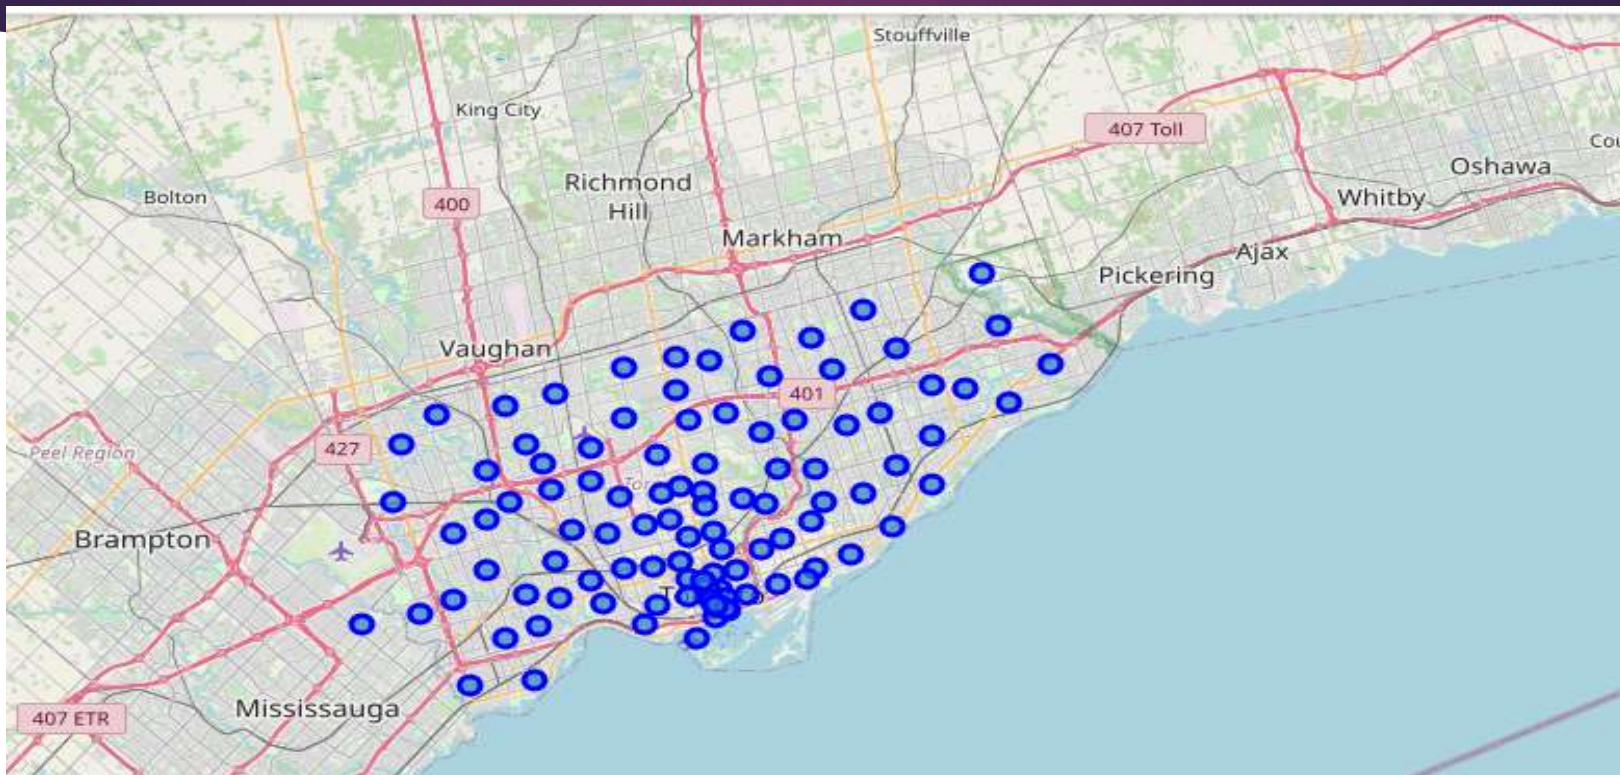 Stouffville
King City
407 Toll
Cou
Oshawa
Richmond
Hill
Whitby
Bolton
400
Markham
Ajax
Pickering
Vaughan
401
427
Peel Region
Brampton
Mississauga
407 ETR